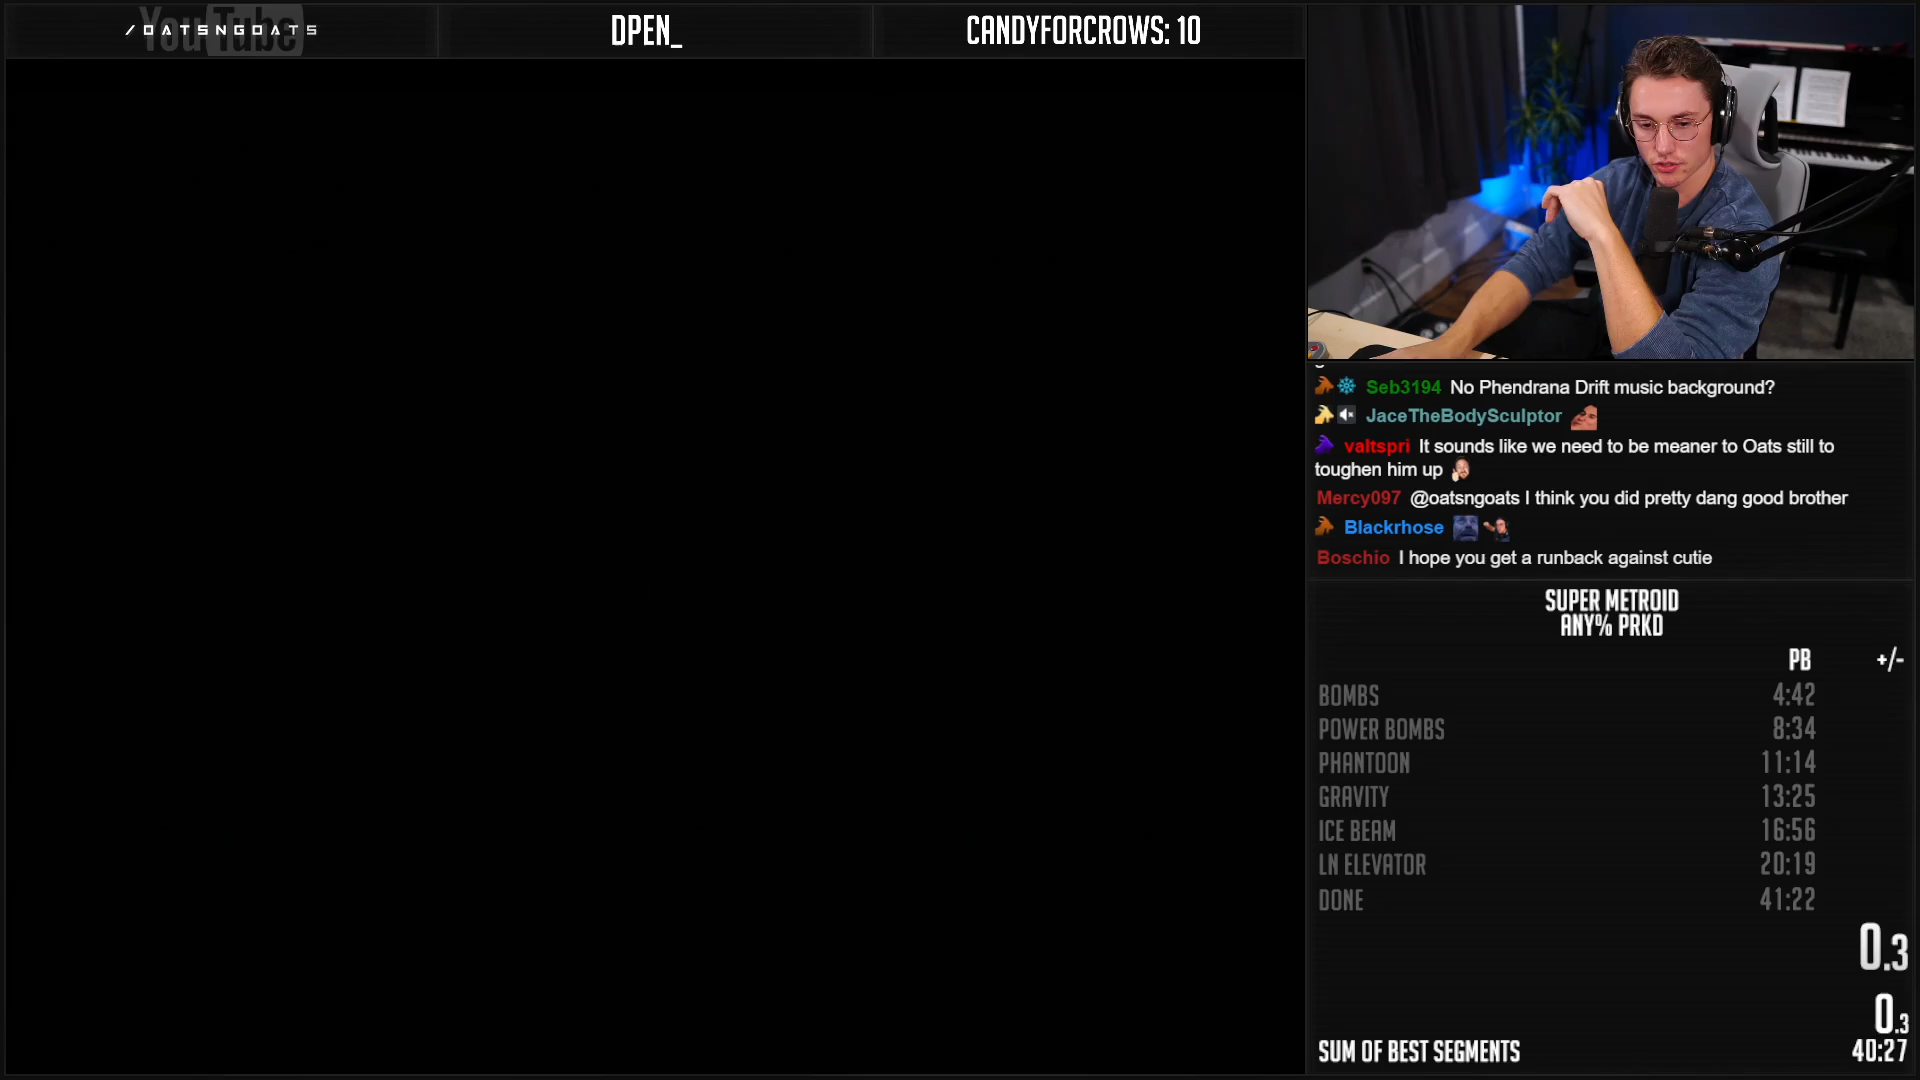 YouTube
/OATSNGOATS
DPEN_
CANDYFORCROWS: 10
Seb3194 No Phendrana Drift music background?
JaceTheBodySculptor
valtspri It sounds like we need to be meaner to Oats still to
toughen him up
Mercy097 @oatsngoats I think you did pretty dang good brother
Blackrhose
Boschio I hope you get a runback against cutie
SUPER METROID
ANY% PRKD
PB +/-
BOMBS 4:42
POWER BOMBS 8:34
PHANTOON 11:14
GRAVITY 13:25
ICE BEAM 16:56
LN ELEVATOR 20:19
DONE 41:22
0.3
0.3
SUM OF BEST SEGMENTS 40:27